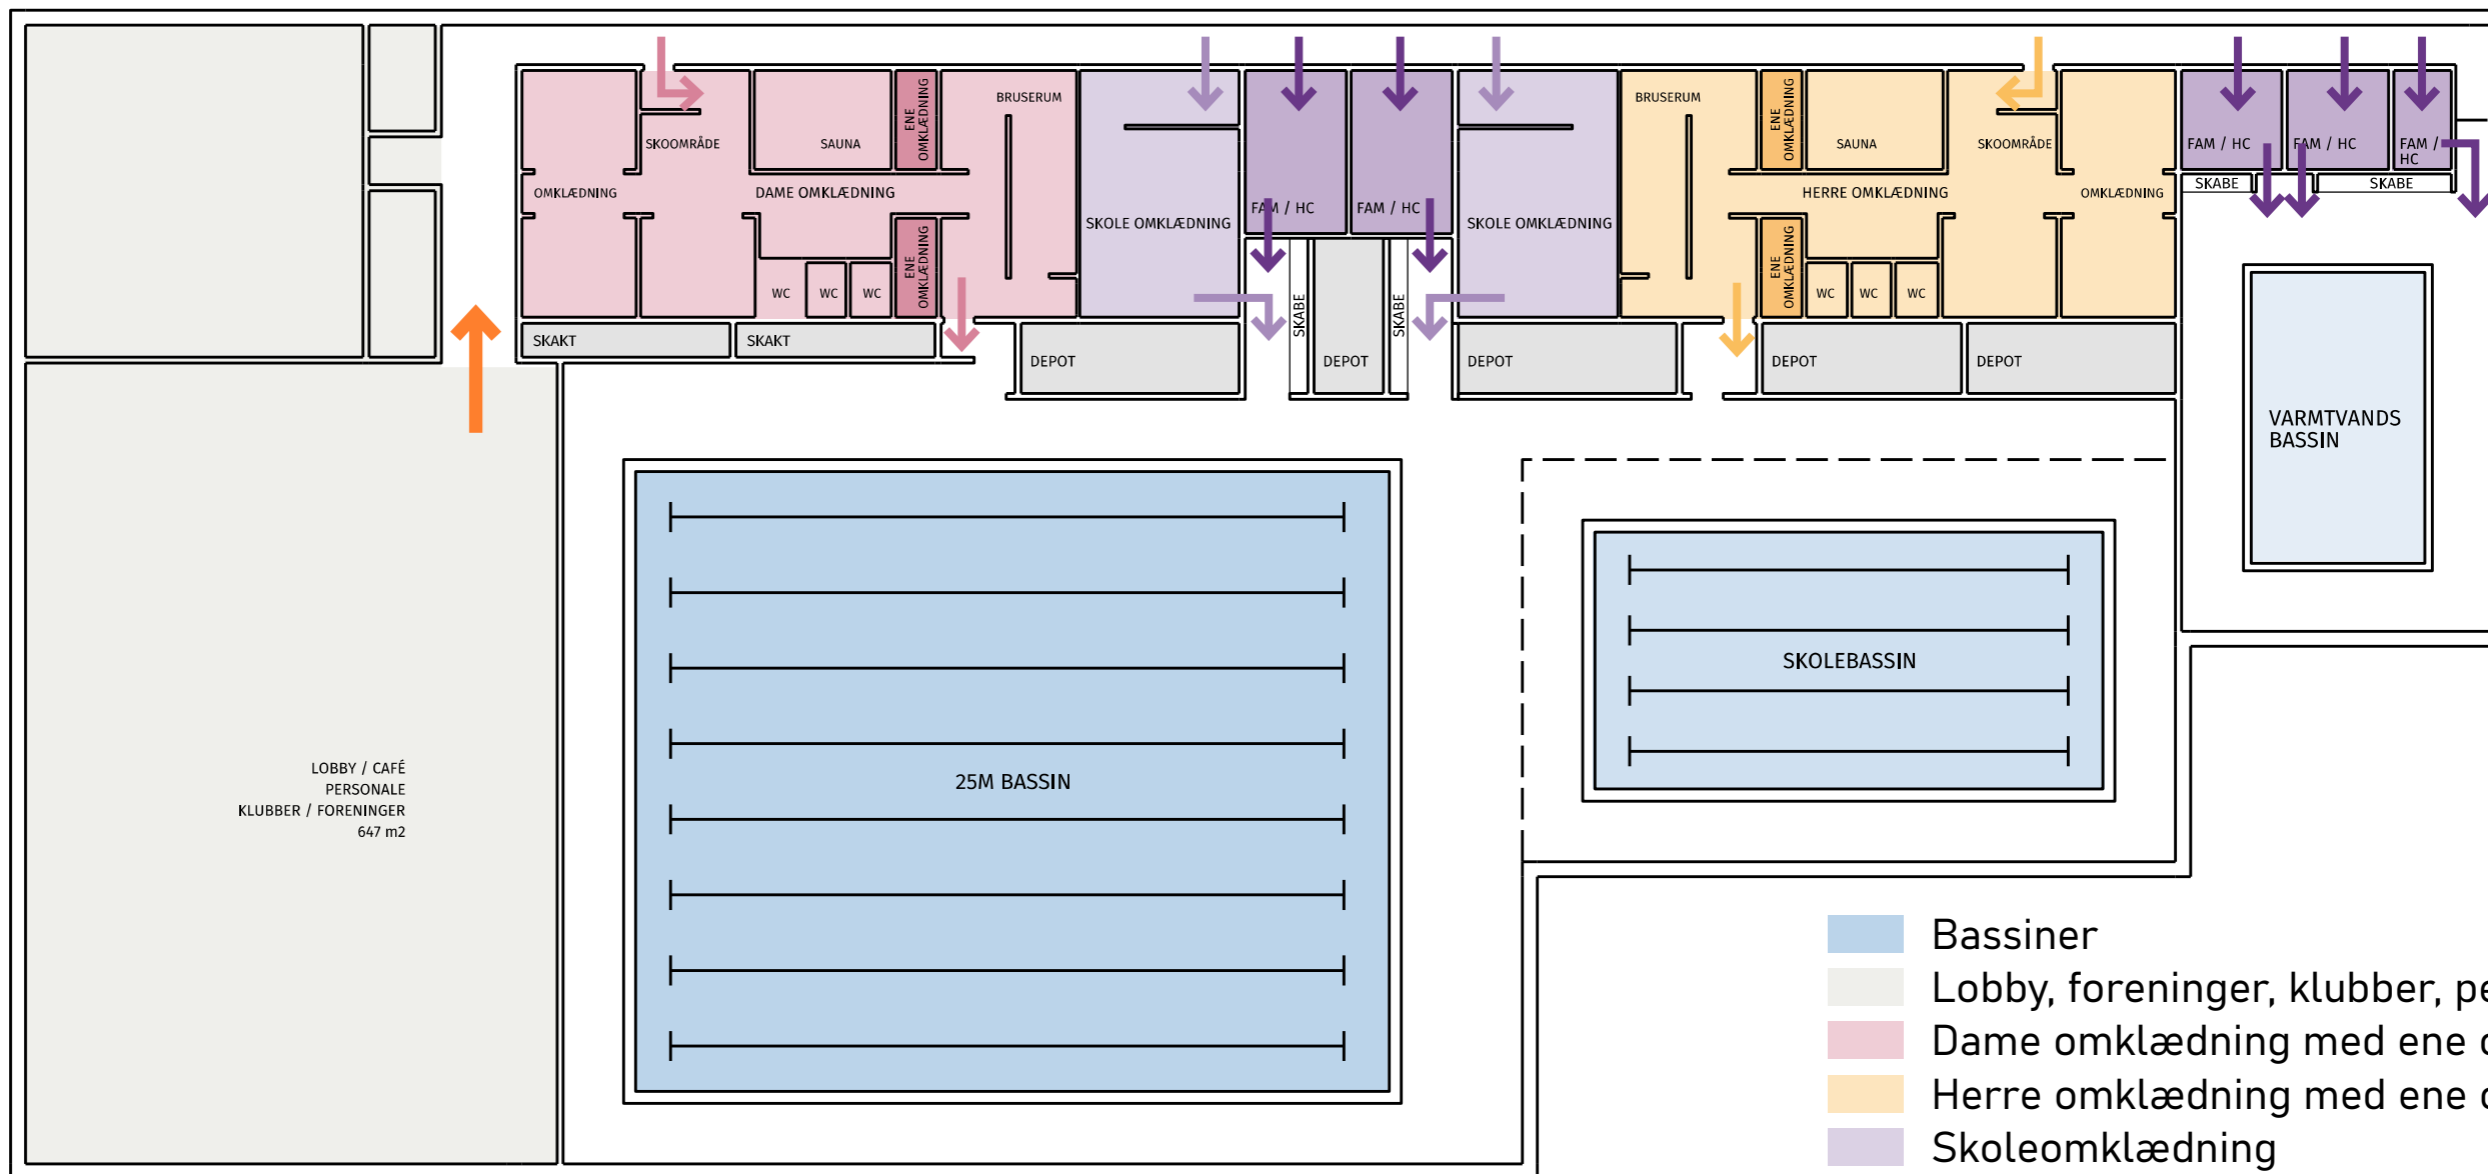 BRUSERUM
BRUSERUM
ENE
OMKLÆDNING
ENE
OMKLÆDNING
SKOOMRÅDE
SAUNA
SAUNA
SKOOMRÅDE
FAM / HC
FAM / HC
FAM /
HC
OMKLÆDNING
DAME OMKLÆDNING
HERRE OMKLÆDNING
OMKLÆDNING
SKABE
SKABE
FAM / HC
FAM / HC
SKOLE OMKLÆDNING
SKOLE OMKLÆDNING
ENE
OMKLÆDNING
ENE
OMKLÆDNING
WC
WC
WC
WC
WC
WC
SKABE
SKABE
SKAKT
SKAKT
DEPOT
DEPOT
DEPOT
DEPOT
DEPOT
VARMTVANDS
BASSIN
SKOLEBASSIN
25M BASSIN
LOBBY / CAFÉ
PERSONALE
KLUBBER / FORENINGER
647 m2
Bassiner
Lobby, foreninger, klubber, pe
Dame omklædning med ene
Herre omklædning med ene
Skoleomklædning